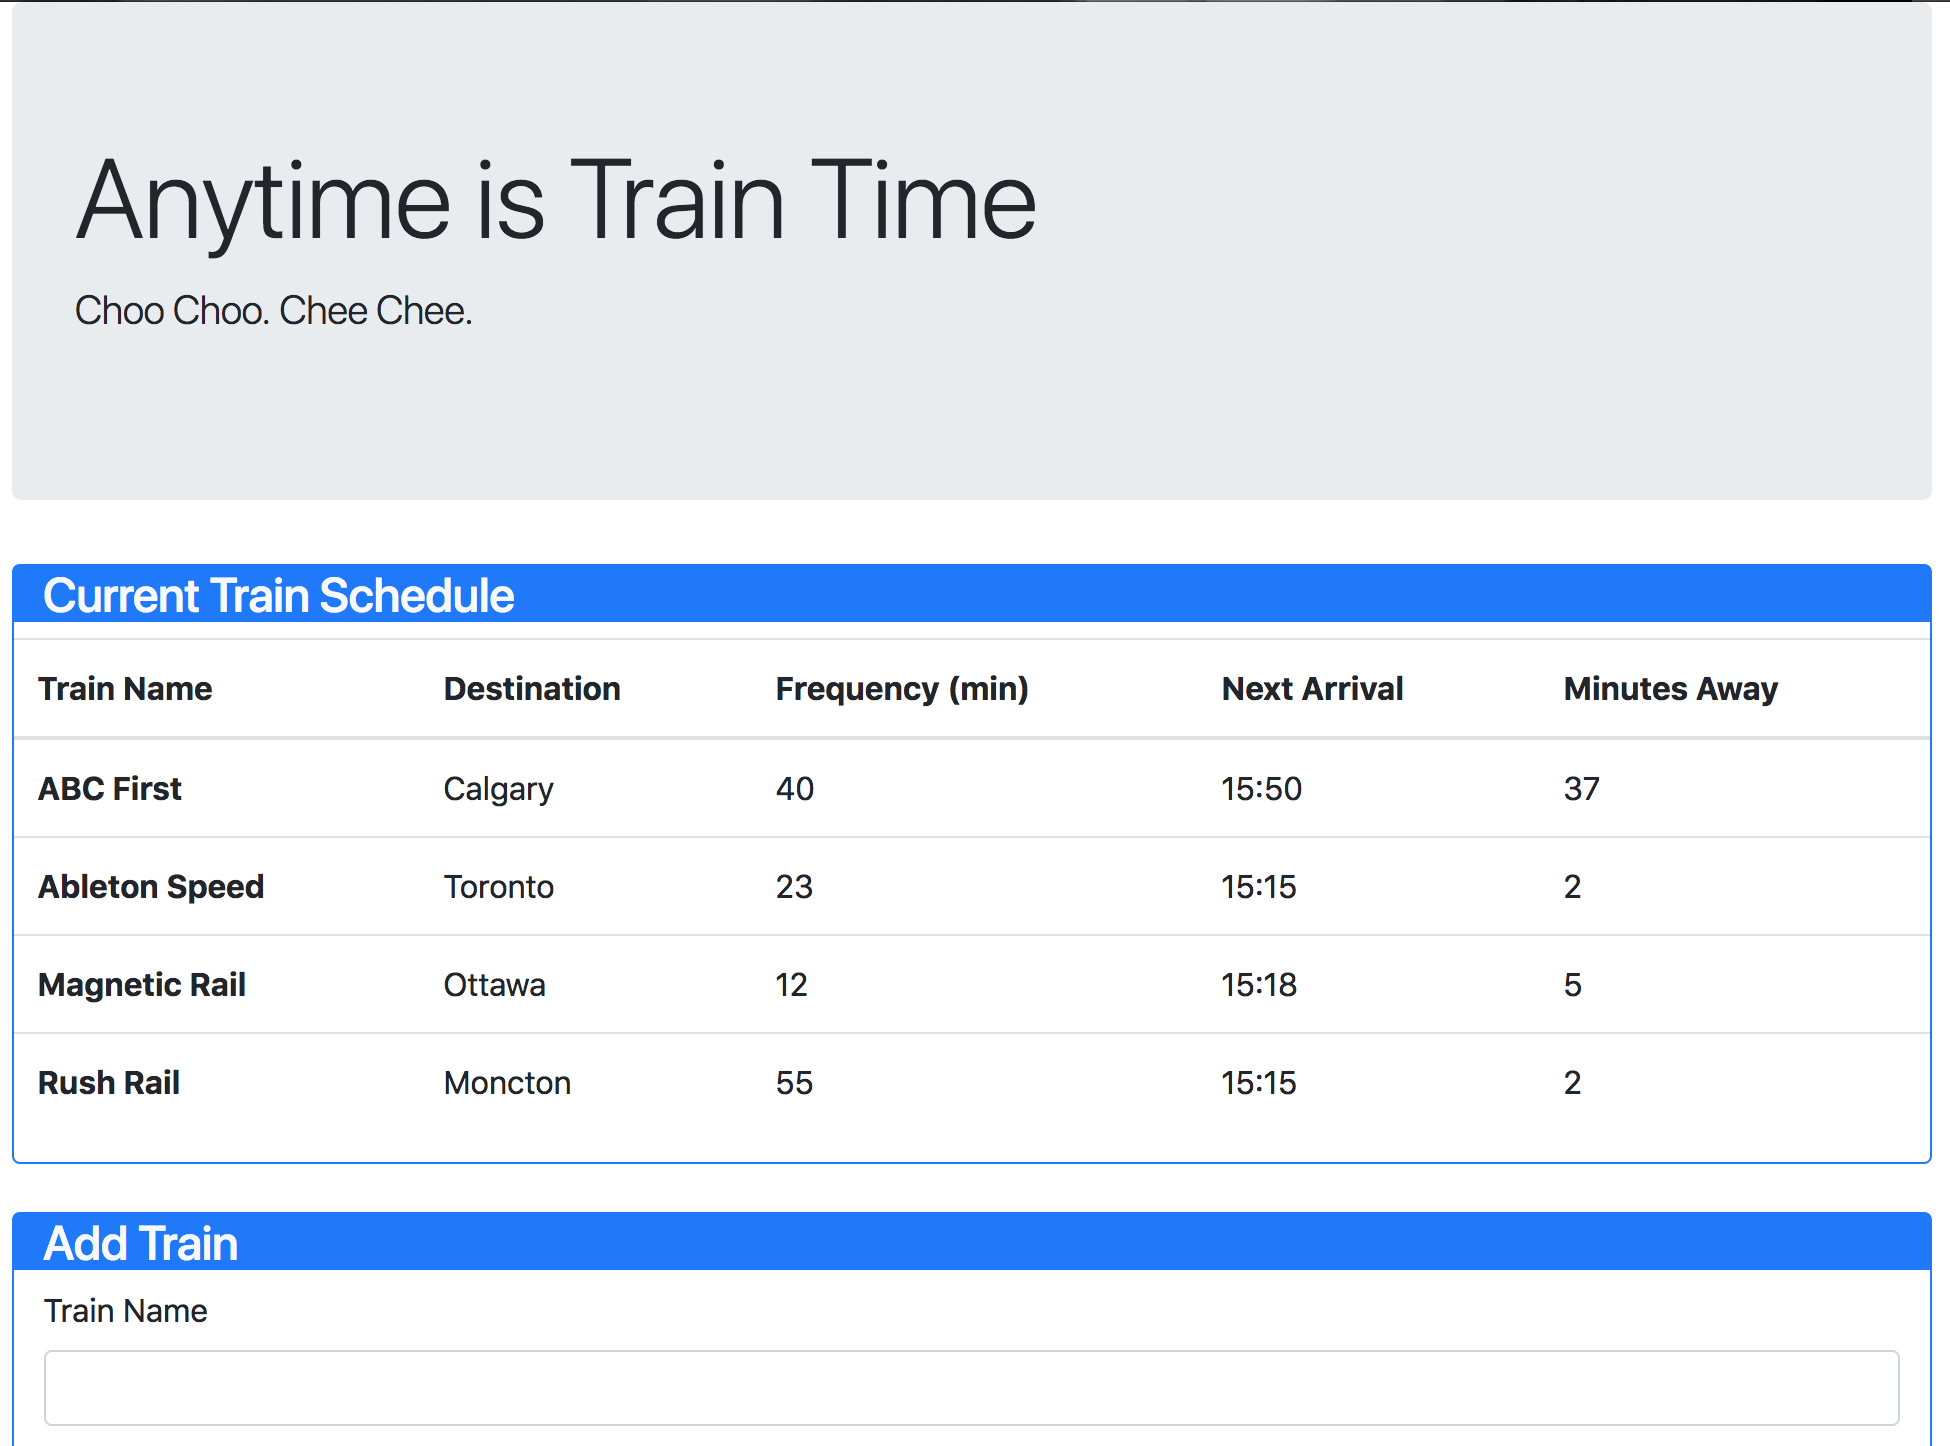 Anytime is Train Time
Choo Choo. Chee Chee.
Current Train Schedule
Train Name Destination Frequency (min) Next Arrival Minutes Away
ABC First Calgary 40 15:50 37
Ableton Speed Toronto 23 15:15 2
Magnetic Rail Ottawa 12 15:18 5
Rush Rail Moncton 55 15:15 2
Add Train
Train Name